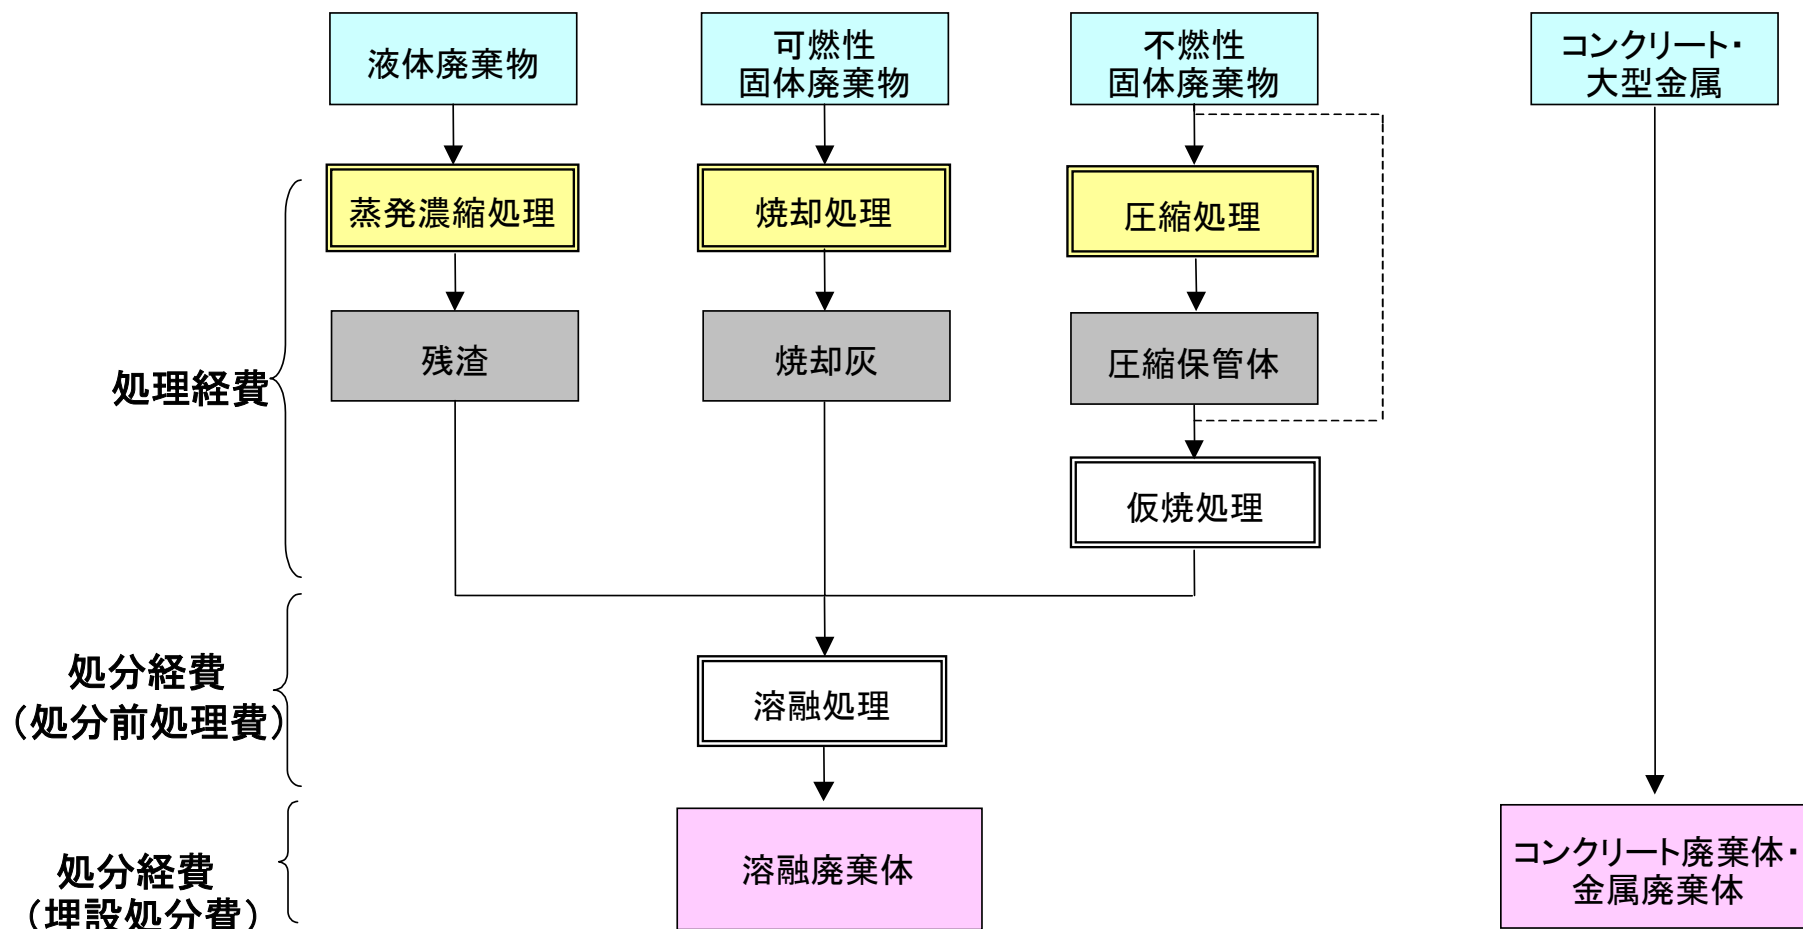 液体廃棄物
可燃性
固体廃棄物
不燃性
固体廃棄物
コンクリート・
大型金属
蒸発濃縮処理
焼却処理
圧縮処理
残渣
焼却灰
圧縮保管体
処理経費
仮焼処理
処分経費
（処分前処理費）
溶融処理
処分経費
（埋設処分費）
溶融廃棄体
コンクリート廃棄体・
金属廃棄体